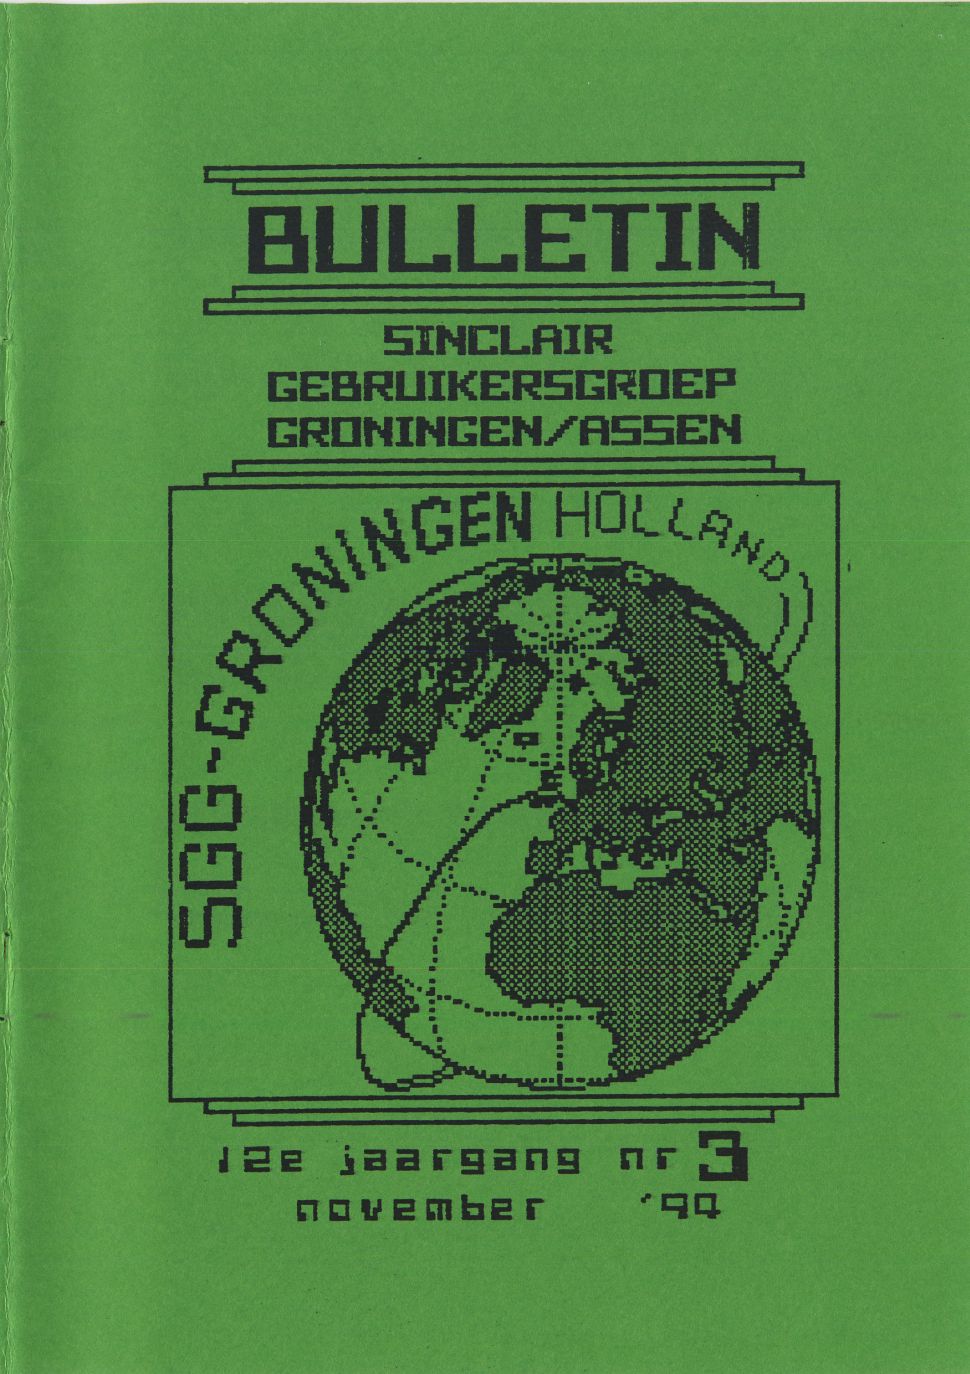 BULLETIN
SINCLAIR
GEBRUIKERSGROEP
GRONINGEN/ASSEN
SGG-GRONINGEN HOLLAND
12e jaargang nr 3
november '94